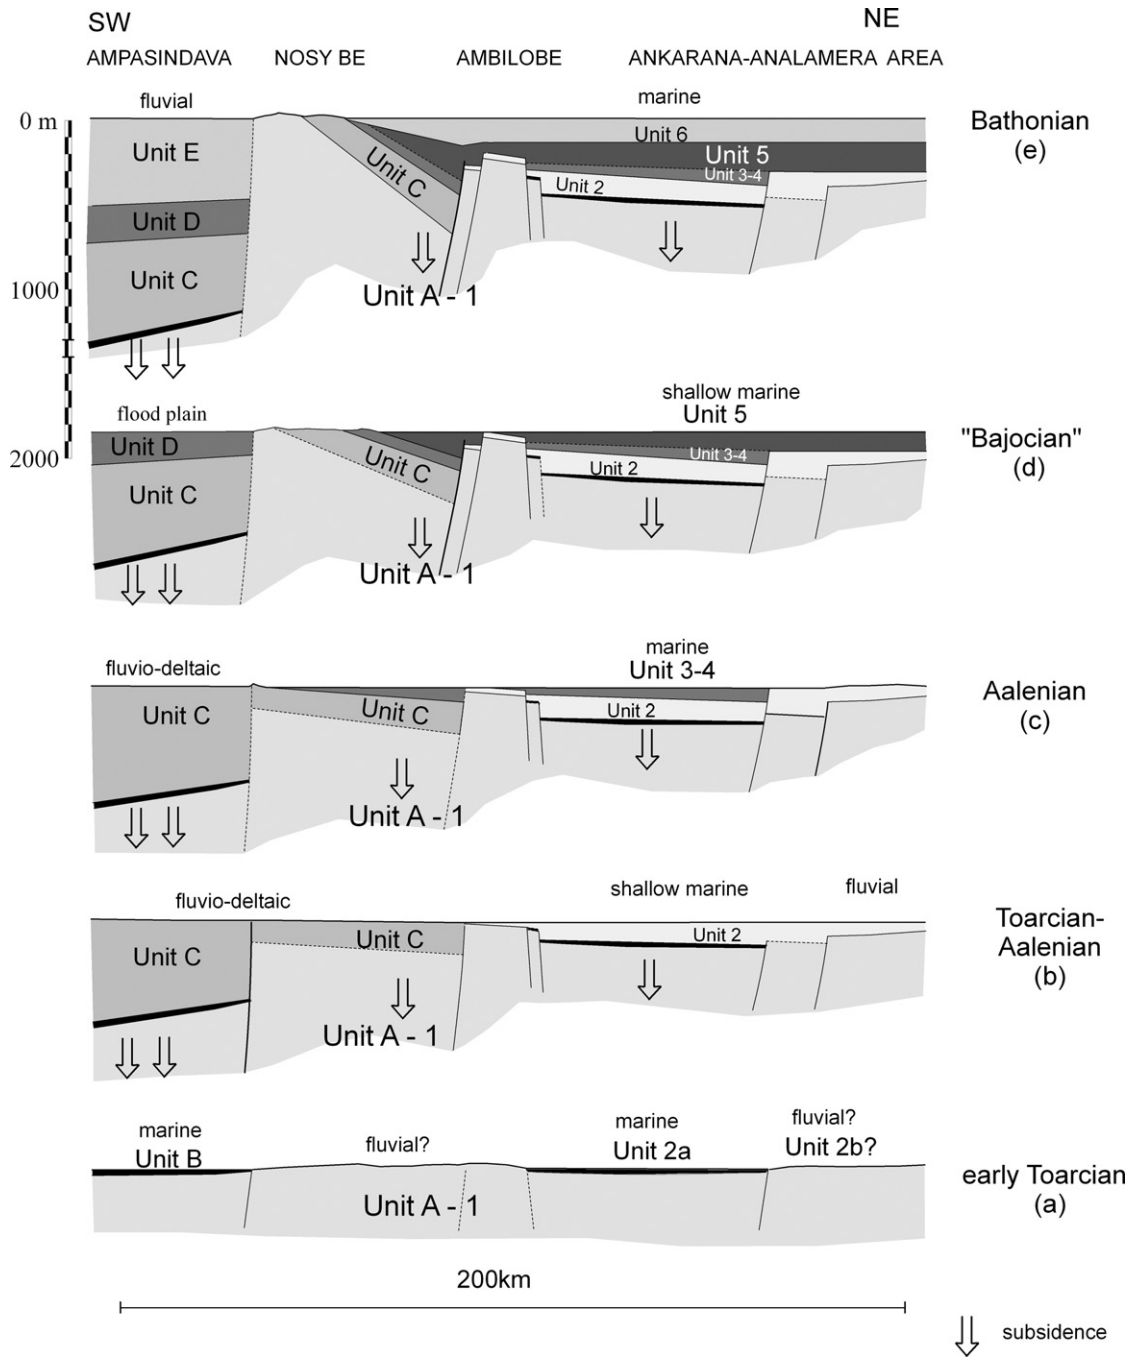 SW
NE
AMPASINDAVA NOSY BE AMBILOBE ANKARANA-ANALAMERA AREA
fluvial
marine
0 m
1000
2000
Unit E
Unit D
Unit C
Unit C
Unit 6
Unit 5
Unit 3-4
Unit 2
Unit A - 1
Bathonian
(e)
flood plain
shallow marine
Unit 5
Unit D
Unit C
Unit C
Unit 3-4
Unit 2
Unit A - 1
"Bajocian"
(d)
fluvio-deltaic
marine
Unit 3-4
Unit C
Unit C
Unit 2
Unit A - 1
Aalenian
(c)
fluvio-deltaic
shallow marine
fluvial
Unit C
Unit C
Unit 2
Unit A - 1
Toarcian-
Aalenian
(b)
marine
Unit B
fluvial?
marine
Unit 2a
fluvial?
Unit 2b?
Unit A - 1
early Toarcian
(a)
200km
subsidence